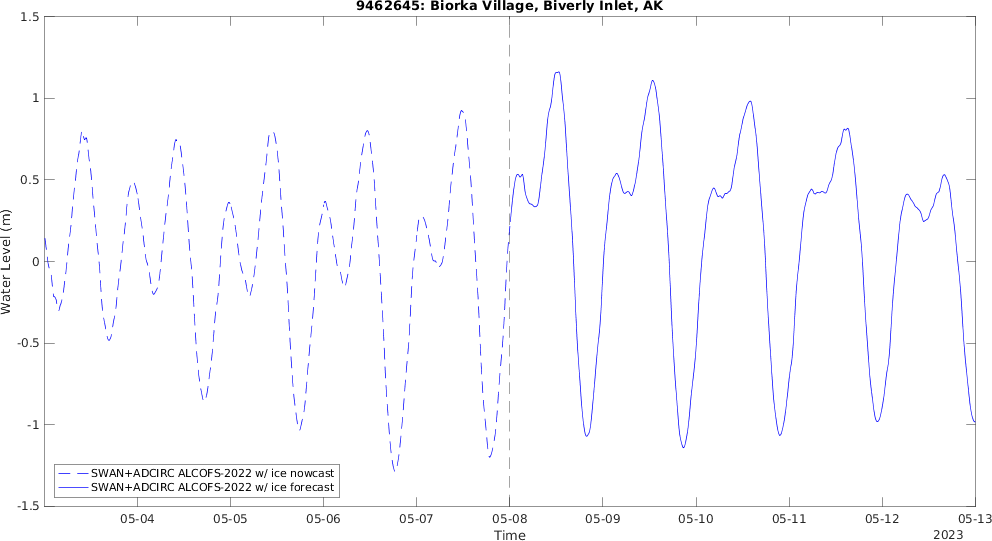 9462645: Biorka Village, Biverly Inlet, AK
1.5
1
0.5
0
-0.5
-1
-1.5
Water Level (m)
SWAN+ADCIRC ALCOFS-2022 w/ ice nowcast
SWAN+ADCIRC ALCOFS-2022 w/ ice forecast
05-04 05-05 05-06 05-07 05-08 05-09 05-10 05-11 05-12 05-13
Time
2023